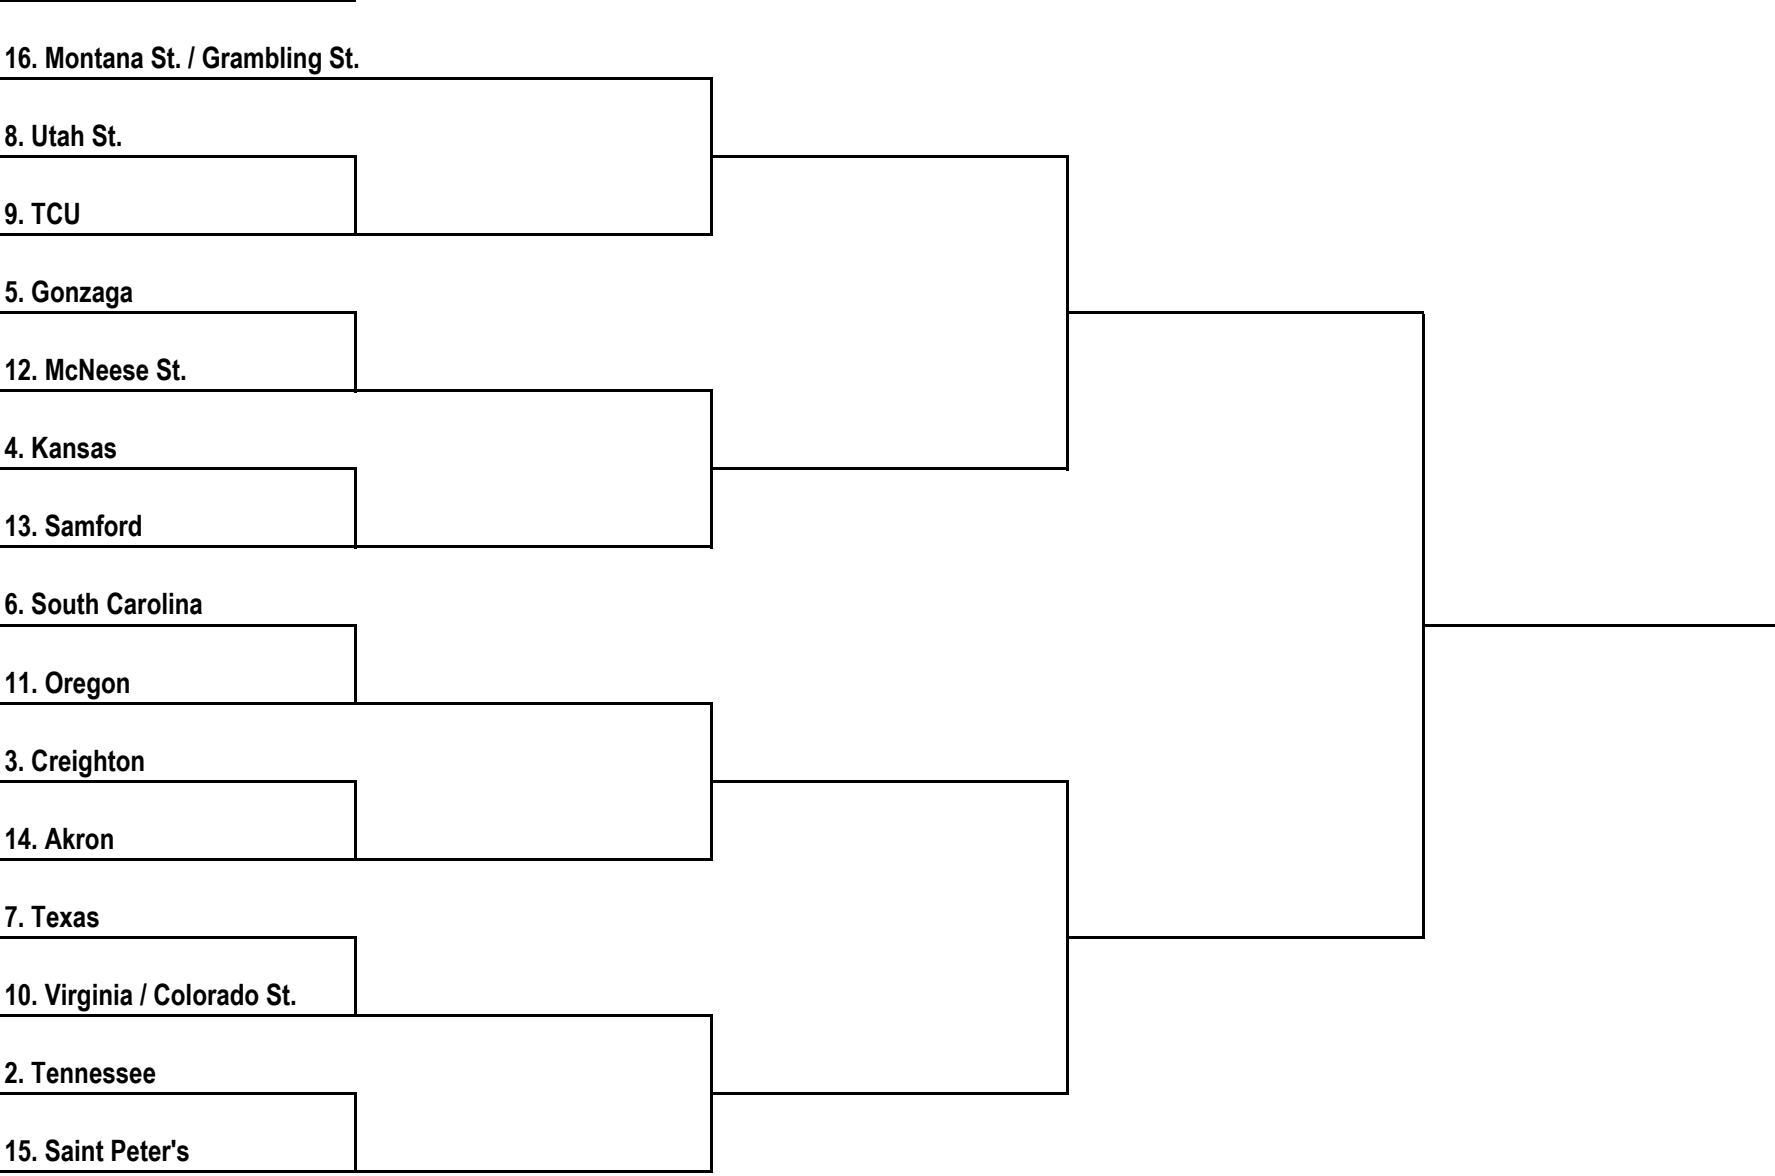 16. Montana St. / Grambling St.
8. Utah St.
9. TCU
5. Gonzaga
12. McNeese St.
4. Kansas
13. Samford
6. South Carolina
11. Oregon
3. Creighton
14. Akron
7. Texas
10. Virginia / Colorado St.
2. Tennessee
15. Saint Peter's